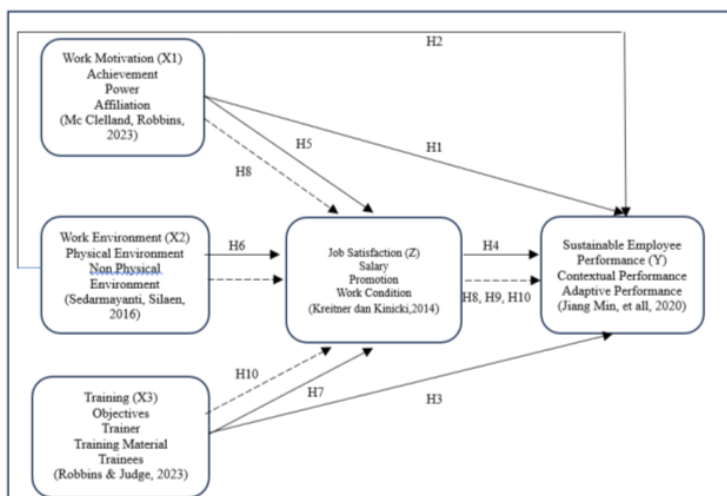 H2
Work Motivation (X1)
Achievement
Power
Affiliation
(Mc Clelland, Robbins,
2023)
H5
H1
H8
Work Environment (X2)
Physical Environment
Non Physical
Environment
(Sedarmayanti, Silaen,
2016)
H6
Job Satisfaction (Z)
Salary
Promotion
Work Condition
(Kreitner dan Kinicki,2014)
H4
H8, H9, H10
Sustainable Employee
Performance (Y)
Contextual Performance
Adaptive Performance
(Jiang Min, et all, 2020)
H10
H7
H3
Training (X3)
Objectives
Trainer
Training Material
Trainees
(Robbins & Judge, 2023)